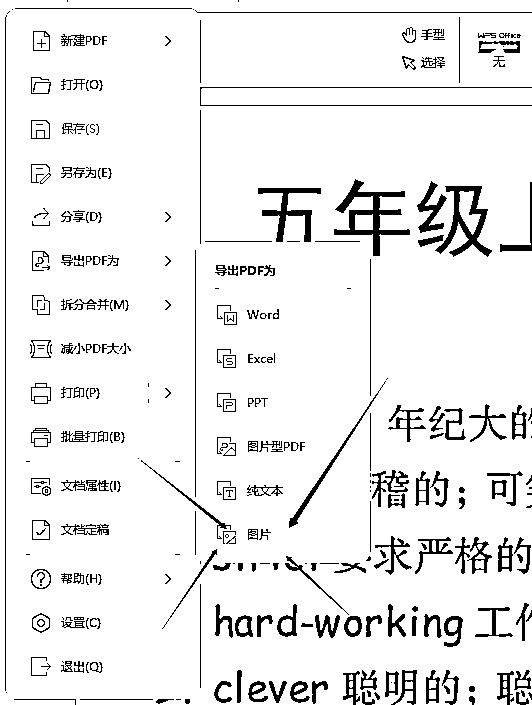 新建PDF
打开(O)
保存(S)
另存为(E)
分享(D)
导出PDF为
拆分合并(M)
减小PDF大小
打印(P)
批量打印(B)
文档属性(I)
文档定稿
帮助(H)
设置(C)
退出(Q)
导出PDF为
Word
Excel
PPT
图片型PDF
纯文本
图片
手型
选择
WPS Office
无
五年级上
年纪大的
稽的；可
求严格的
hard-working 工作
clever 聪明的；聪